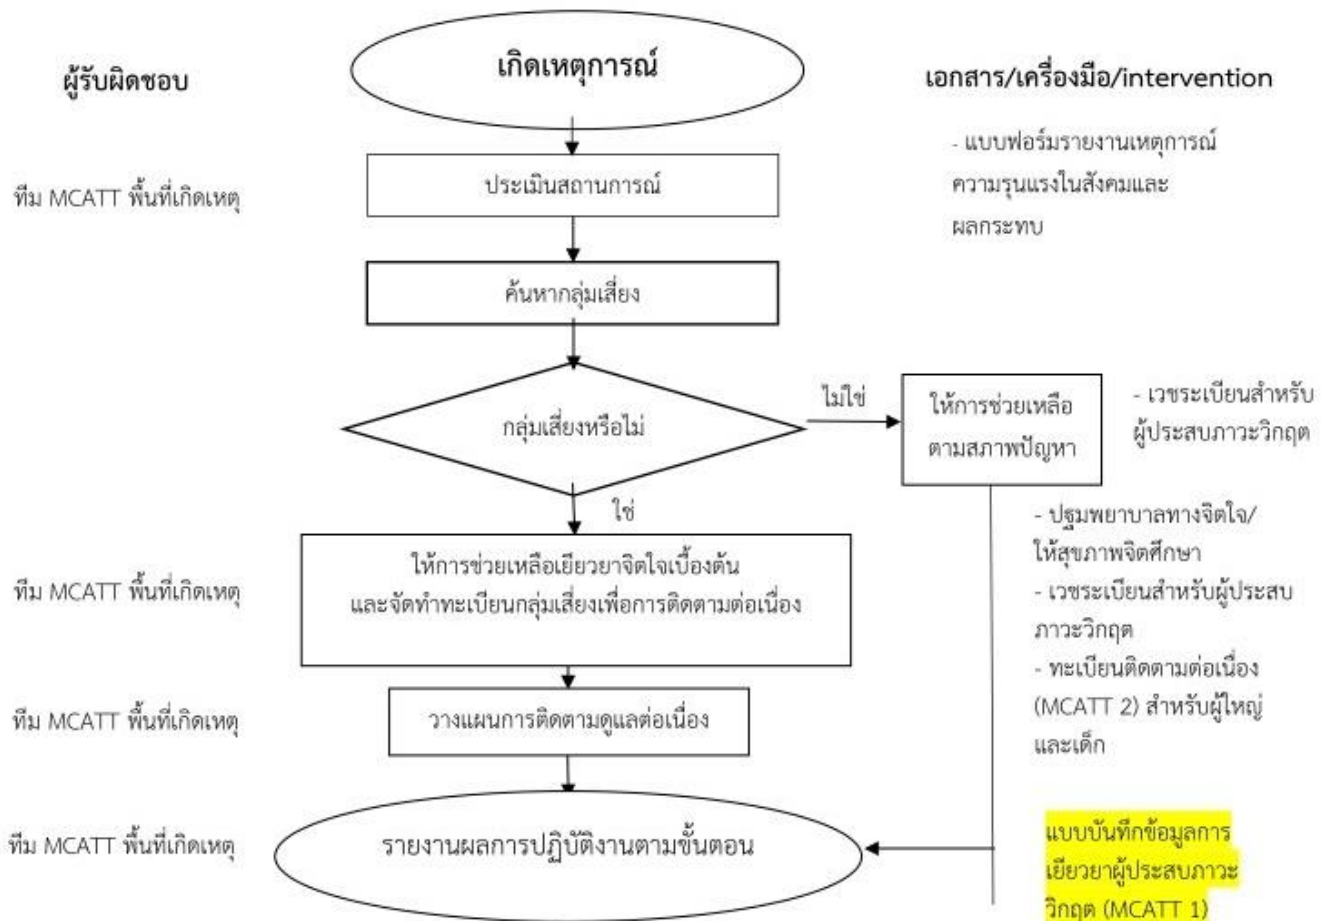 ผู้รับผิดชอบ
เกิดเหตุการณ์
เอกสาร/เครื่องมือ/intervention
- แบบฟอร์มรายงานเหตุการณ์
ความรุนแรงในสังคมและ
ผลกระทบ
ทีม MCATT พื้นที่เกิดเหตุ
ประเมินสถานการณ์
ค้นหากลุ่มเสี่ยง
กลุ่มเสี่ยงหรือไม่
ไม่ใช่
ให้การช่วยเหลือ
ตามสภาพปัญหา
- เวชระเบียนสำหรับ
ผู้ประสบภาวะวิกฤต
ใช่
ทีม MCATT พื้นที่เกิดเหตุ
ให้การช่วยเหลือเยียวยาจิตใจเบื้องต้น
และจัดทำทะเบียนกลุ่มเสี่ยงเพื่อการติดตามต่อเนื่อง
- ปฐมพยาบาลทางจิตใจ/
ให้สุขภาพจิตศึกษา
- เวชระเบียนสำหรับผู้ประสบ
ภาวะวิกฤต
- ทะเบียนติดตามต่อเนื่อง
(MCATT 2) สำหรับผู้ใหญ่
และเด็ก
ทีม MCATT พื้นที่เกิดเหตุ
วางแผนการติดตามดูแลต่อเนื่อง
ทีม MCATT พื้นที่เกิดเหตุ
รายงานผลการปฏิบัติงานตามขั้นตอน
แบบบันทึกข้อมูลการ
เยียวยาผู้ประสบภาวะ
วิกฤต (MCATT 1)